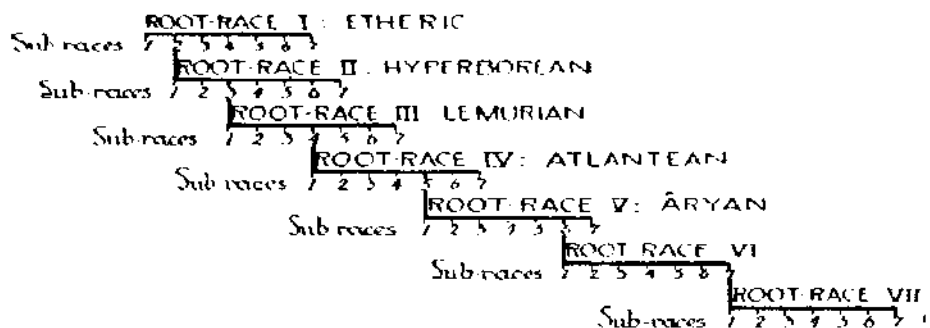 ROOT-RACE I : ETHERIC
Sub-races 1 2 3 4 5 6 7
ROOT-RACE II. HYPERBOREAN
Sub-races 1 2 3 4 5 6 7
ROOT-RACE III LEMURIAN
Sub-races 1 2 3 4 5 6 7
ROOT-RACE IV: ATLANTEAN
Sub races 1 2 3 4 5 6 7
ROOT-RACE V: ÂRYAN
Sub races 1 2 3 4 5 6 7
ROOT RACE VI
Sub-races 1 2 3 4 5 6 7
ROOT-RACE VII
Sub-races 1 2 3 4 5 6 7